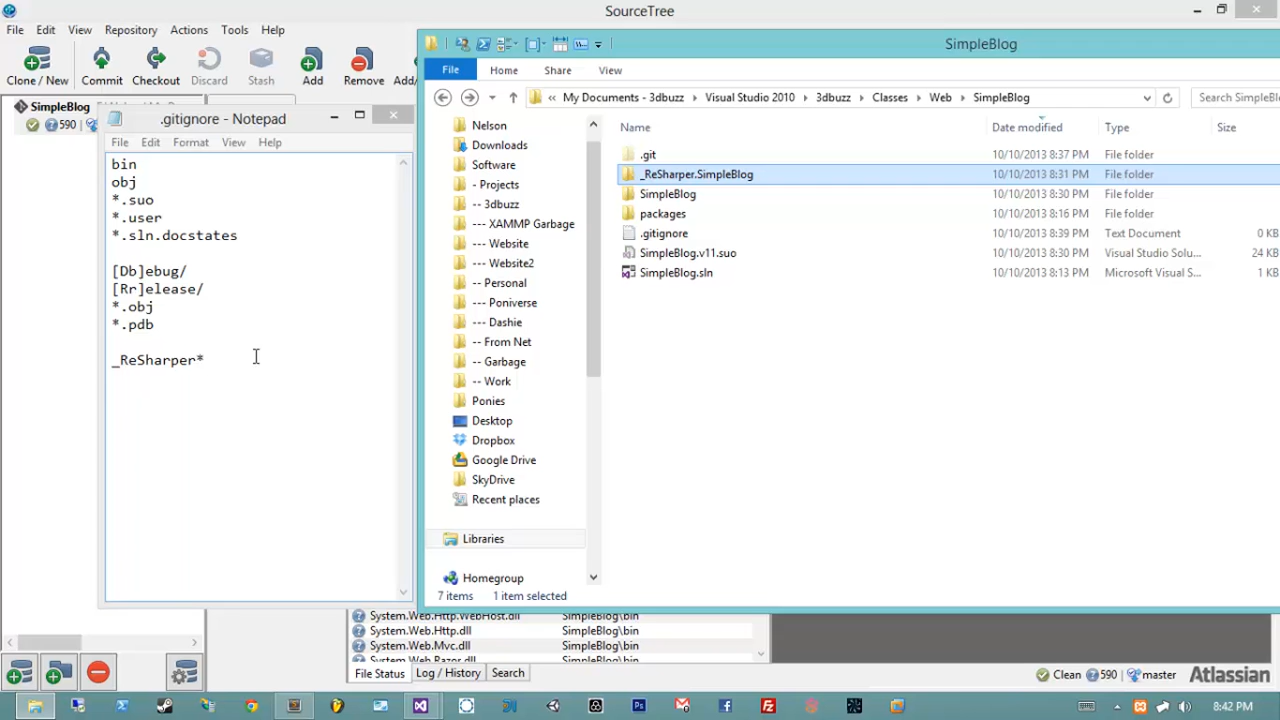 SourceTree
File Edit View Repository Actions Tools Help
Clone / New Commit Checkout Discard Stash Add Remove Add/
SimpleBlog
590
.gitignore - Notepad
File Edit Format View Help
bin
obj
*.suo
*.user
*.sln.docstates
[Db]ebug/
[Rr]elease/
*.obj
*.pdb
_ReSharper*
SimpleBlog
File Home Share View
« My Documents - 3dbuzz Visual Studio 2010 3dbuzz Classes Web SimpleBlog Search SimpleBl
Nelson
Downloads
Software
- Projects
-- 3dbuzz
--- XAMMP Garbage
--- Website
--- Website2
--- Personal
--- Poniverse
--- Dashie
-- From Net
-- Garbage
-- Work
Ponies
Desktop
Dropbox
Google Drive
SkyDrive
Recent places
Libraries
Homegroup
Name Date modified Type Size
.git 10/10/2013 8:37 PM File folder
_ReSharper.SimpleBlog 10/10/2013 8:31 PM File folder
SimpleBlog 10/10/2013 8:30 PM File folder
packages 10/10/2013 8:16 PM File folder
.gitignore 10/10/2013 8:39 PM Text Document 0 KB
SimpleBlog.v11.suo 10/10/2013 8:30 PM Visual Studio Solu... 24 KB
SimpleBlog.sln 10/10/2013 8:13 PM Microsoft Visual S... 1 KB
7 items 1 item selected
System.Web.Http.WebHost.dll SimpleBlog\bin
System.Web.Http.dll SimpleBlog\bin
System.Web.Mvc.dll SimpleBlog\bin
System.Web.Razor.dll SimpleBlog\bin
File Status Log / History Search
Clean 590 master Atlassian
8:42 PM